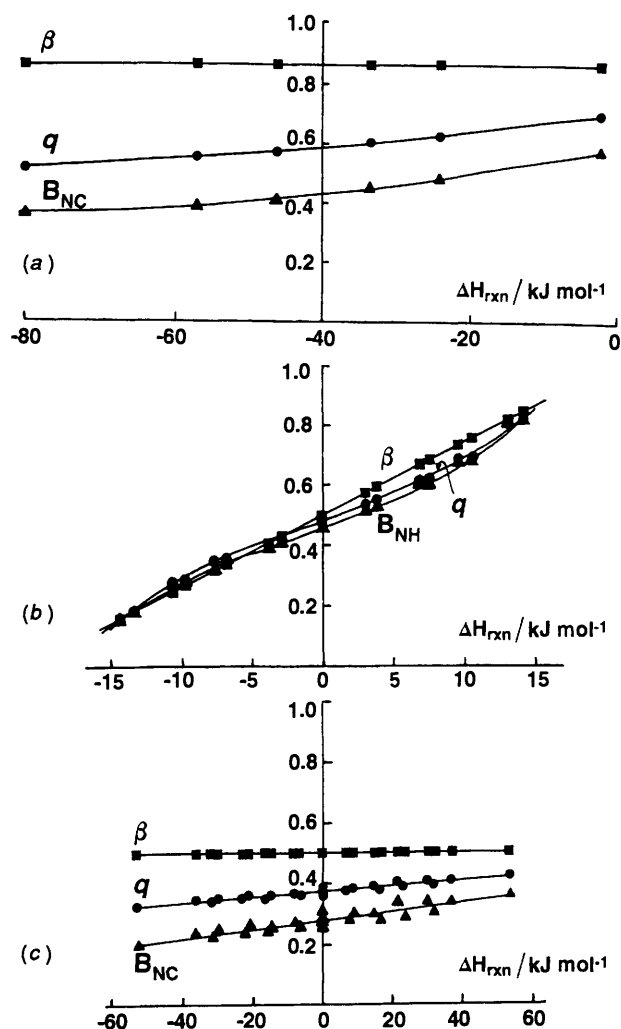 1.0
β
0.8
q
0.6
B_NC
0.4
(a)
0.2
ΔH_rxn / kJ mol⁻¹
-80 -60 -40 -20 0
1.0
0.8
β
0.6
q
B_NH
0.4
(b)
0.2
ΔH_rxn / kJ mol⁻¹
-15 -10 -5 0 5 10 15
1.0
0.8
β
0.6
q
0.4
0.2
(c)
B_NC
ΔH_rxn / kJ mol⁻¹
-60 -40 -20 0 20 40 60